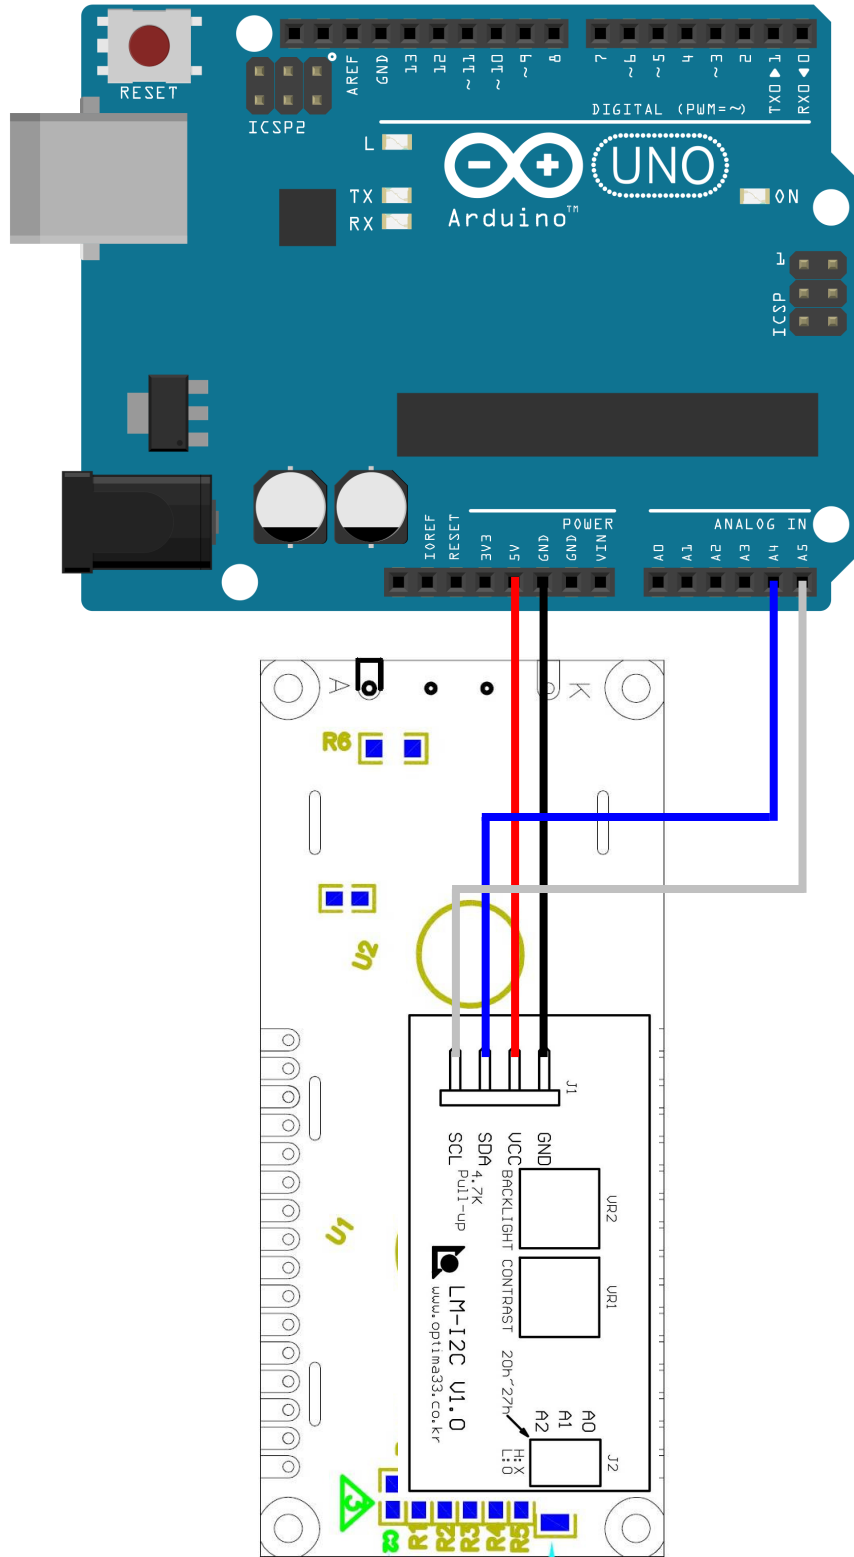 RESET
ICSP2
AREF
GND
13
12
~11
~10
~9
8
7
~6
~5
4
~3
2
TX0▶1
RX0◀0
DIGITAL (PWM=~)
L
TX
RX
Arduino™
UNO
ON
1
ICSP
POWER
ANALOG IN
IOREF
RESET
3V3
5V
GND
GND
VIN
A0
A1
A2
A3
A4
A5
A
K
R6
U2
U1
J1
SCL
SDA
VCC
GND
4.7K
Pull-up
BACKLIGHT CONTRAST 20h~27h
VR2
VR1
LM-I2C V1.0
www.optima33.co.kr
A0
A1
A2
H:X
L:O
J2
3
C2
R1
R2
R3
R4
R5